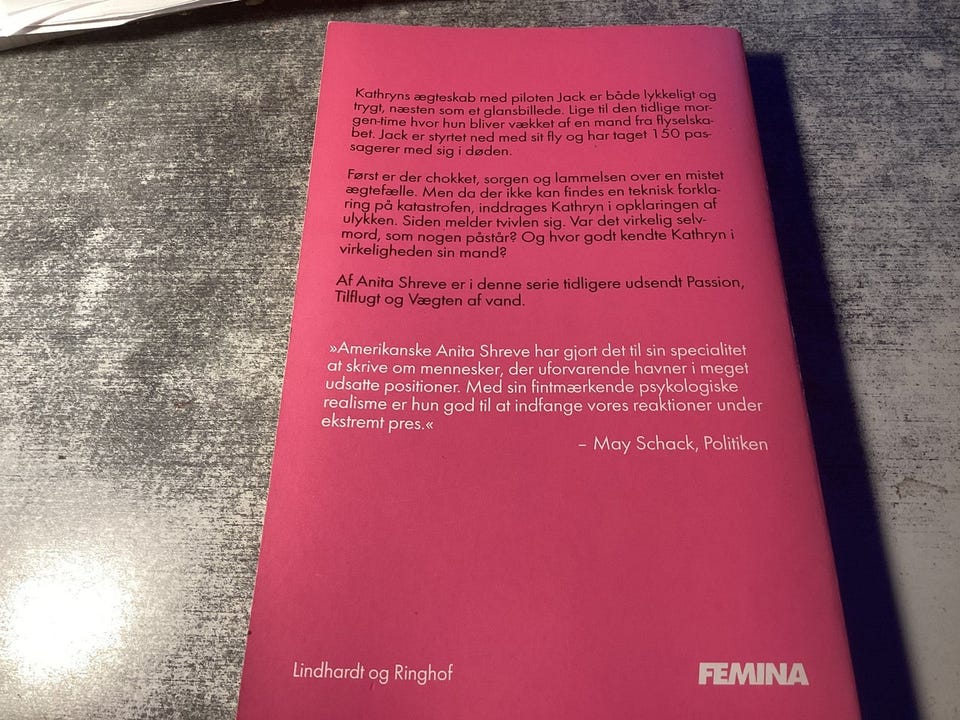 Kathryns ægteskab med piloten Jack er både lykkeligt og
trygt, næsten som et glansbillede. Lige til den tidlige mor-
gen-time hvor hun bliver vækket af en mand fra flyselska-
bet. Jack er styrtet ned med sit fly og har taget 150 pas-
sagerer med sig i døden.
Først er der chokket, sorgen og lammelsen over en mistet
ægtefælle. Men da der ikke kan findes en teknisk forkla-
ring på katastrofen, inddrages Kathryn i opklaringen af
ulykken. Siden melder tvivlen sig. Var det virkelig selv-
mord, som nogen påstår? Og hvor godt kendte Kathryn i
virkeligheden sin mand?
Af Anita Shreve er i denne serie tidligere udsendt Passion,
Tilflugt og Vægten af vand.
»Amerikanske Anita Shreve har gjort det til sin specialitet
at skrive om mennesker, der uforvarende havner i meget
udsatte positioner. Med sin fintmærkende psykologiske
realisme er hun god til at indfange vores reaktioner under
ekstremt pres.«
– May Schack, Politiken
Lindhardt og Ringhof
FEMINA